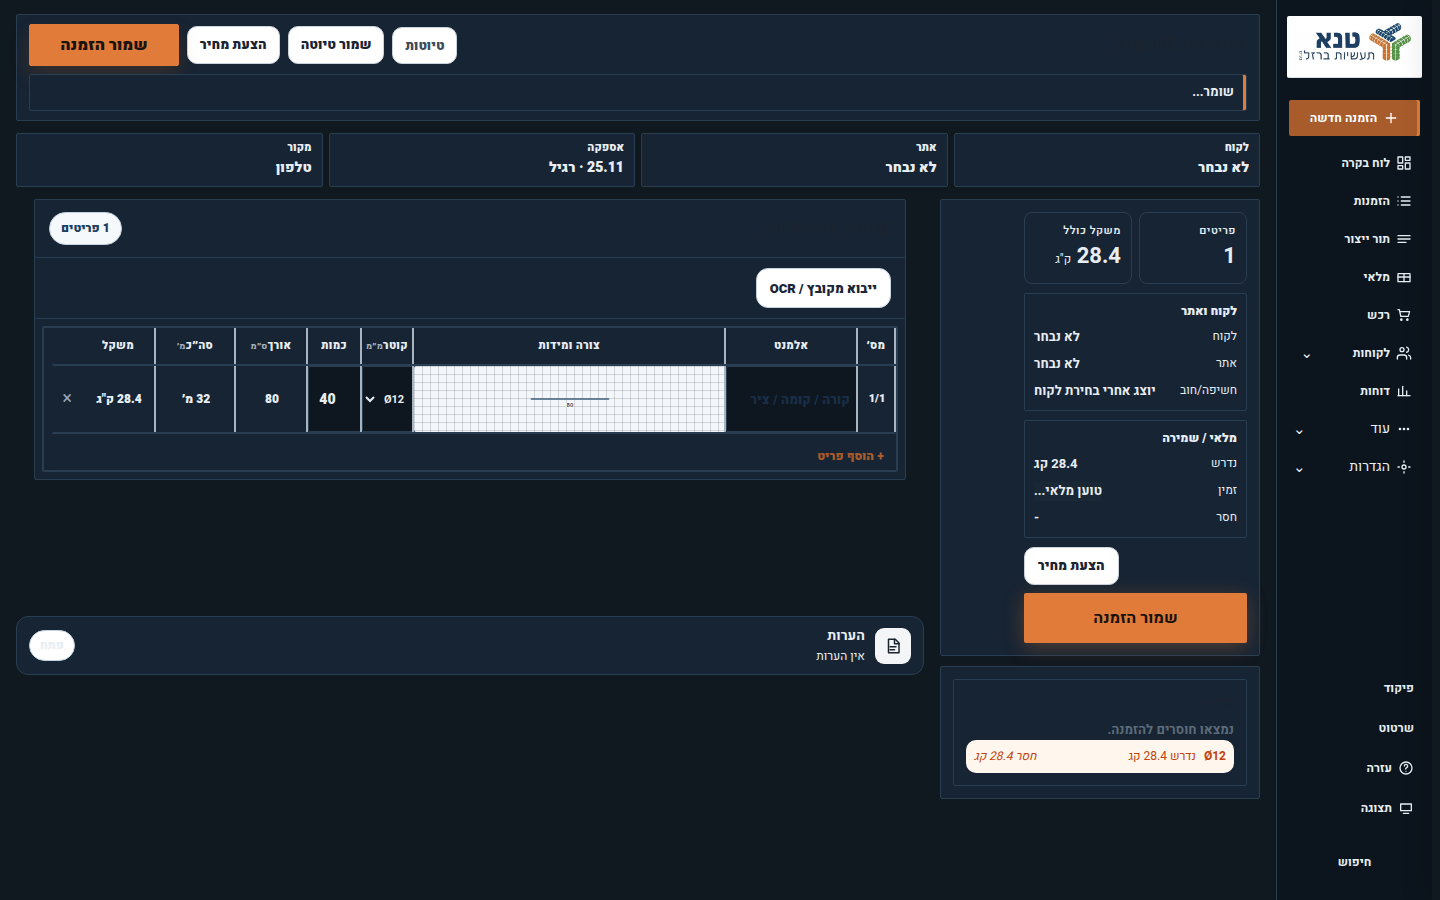 טנא
תעשיות ברזל
הזמנה חדשה
לוח בקרה
הזמנות
תור ייצור
מלאי
רכש
לקוחות
דוחות
עוד
הגדרות
פיקוד
שרטוט
עזרה
תצוגה
חיפוש
טיוטות
שמור טיוטה
הצעת מחיר
שמור הזמנה
שומר...
לקוח
לא נבחר
אתר
לא נבחר
אספקה
25.11 · רגיל
מקור
טלפון
פריטים
1
משקל כולל
28.4 ק"ג
לקוח ואתר
לקוח לא נבחר
אתר לא נבחר
חשיפה/חוב יוצג אחרי בחירת לקוח
מלאי / שמירה
נדרש 28.4 קג
זמין טוען מלאי...
חסר -
הצעת מחיר
שמור הזמנה
נמצאו חוסרים להזמנה.
Ø12 נדרש 28.4 קג חסר 28.4 קג
1 פריטים
ייבוא מקובץ / OCR
מס׳ אלמנט צורה ומידות קוטר מ״מ כמות אורך ס״מ סה״כ מ׳ משקל
1/1 קורה / קומה / ציר 80 Ø12 40 80 32 מ׳ 28.4 ק"ג ×
+ הוסף פריט
הערות
אין הערות
פתח